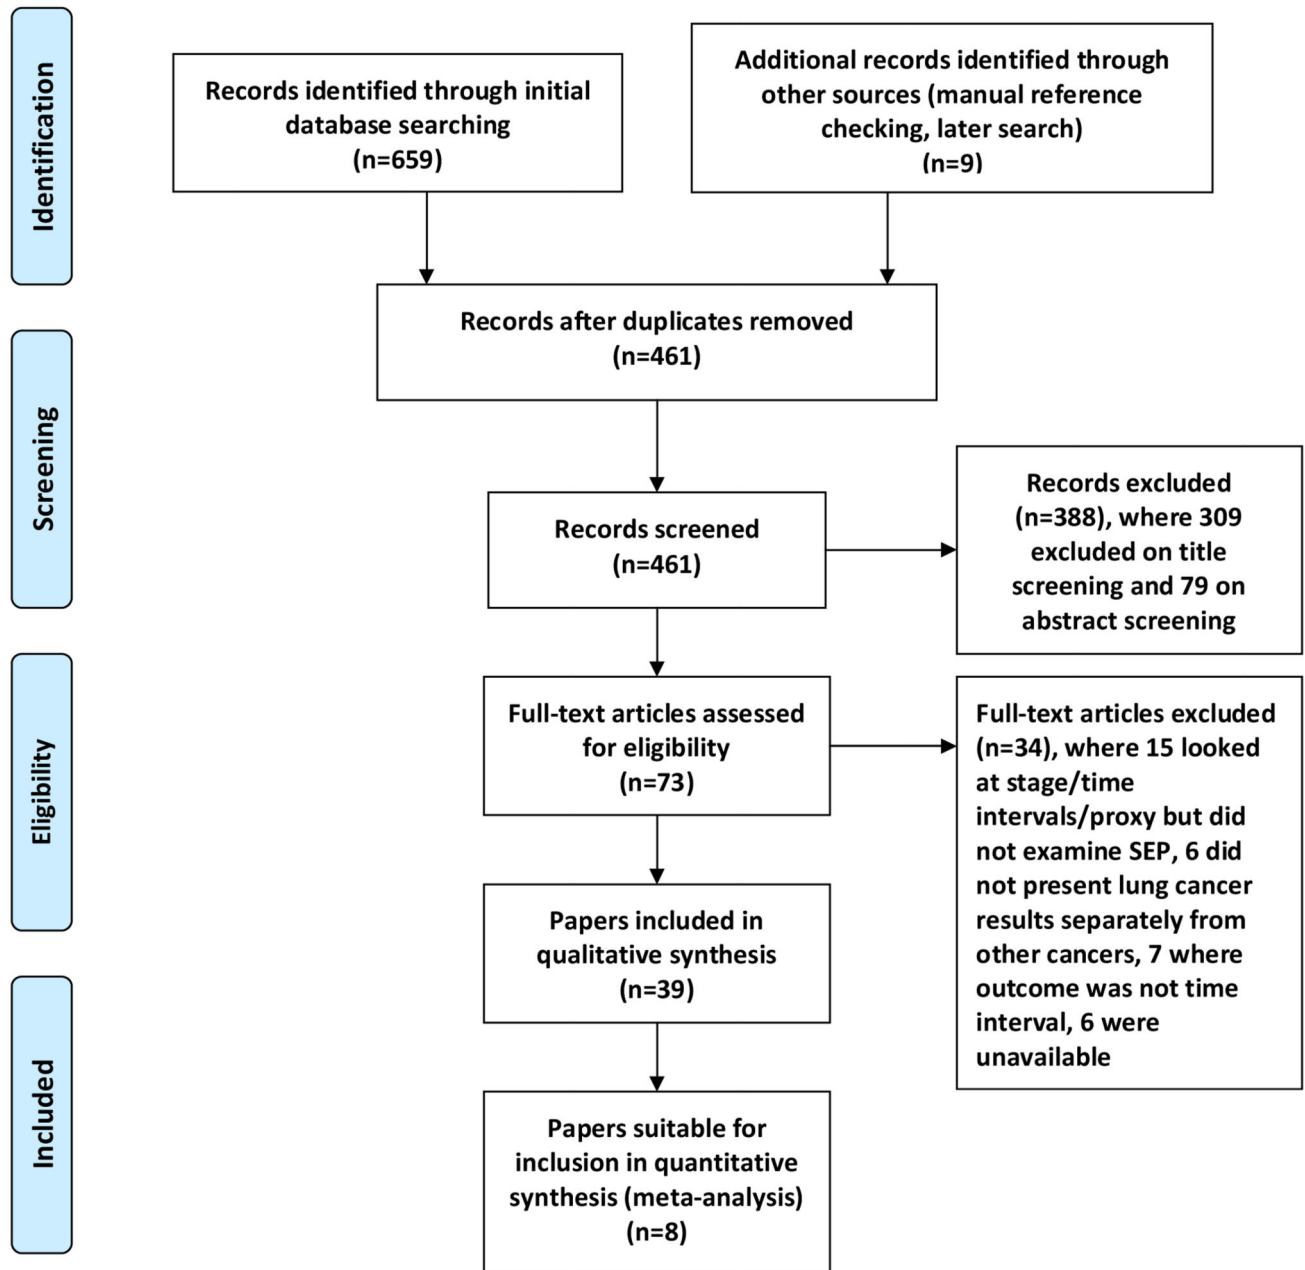 Identification
Records identified through initial
database searching
(n=659)
Additional records identified through
other sources (manual reference
checking, later search)
(n=9)
Records after duplicates removed
(n=461)
Screening
Records screened
(n=461)
Records excluded
(n=388), where 309
excluded on title
screening and 79 on
abstract screening
Eligibility
Full-text articles assessed
for eligibility
(n=73)
Full-text articles excluded
(n=34), where 15 looked
at stage/time
intervals/proxy but did
not examine SEP, 6 did
not present lung cancer
results separately from
other cancers, 7 where
outcome was not time
interval, 6 were
unavailable
Papers included in
qualitative synthesis
(n=39)
Included
Papers suitable for
inclusion in quantitative
synthesis (meta-analysis)
(n=8)